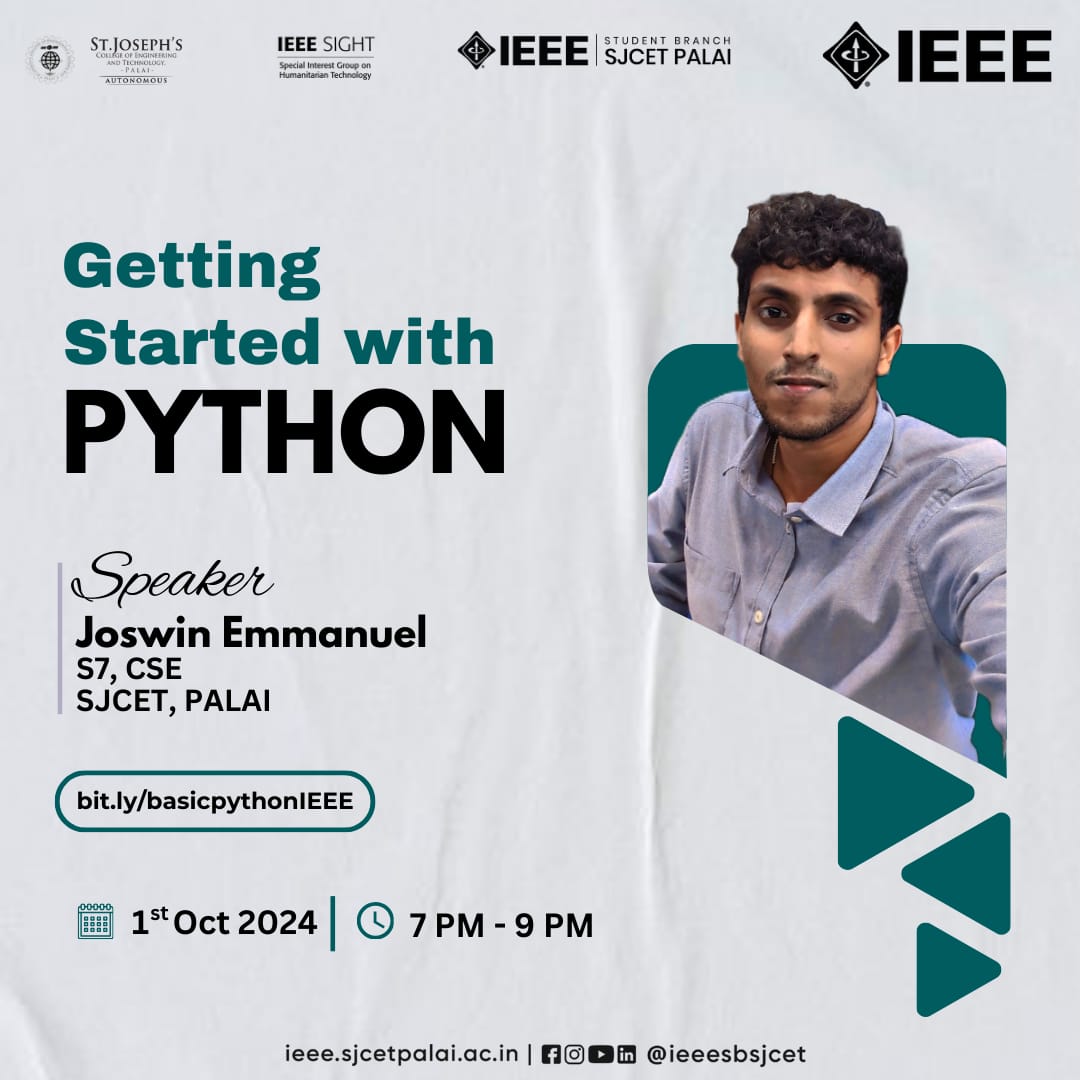 ST.JOSEPH'S
COLLEGE OF ENGINEERING
AND TECHNOLOGY,
- PALAI -
AUTONOMOUS
IEEE SIGHT
Special Interest Group on
Humanitarian Technology
IEEE
STUDENT BRANCH
SJCET PALAI
IEEE
Getting
Started with
PYTHON
Speaker
Joswin Emmanuel
S7, CSE
SJCET, PALAI
bit.ly/basicpythonIEEE
1st Oct 2024 | 7 PM - 9 PM
ieee.sjcetpalai.ac.in | @ieeesbsjcet